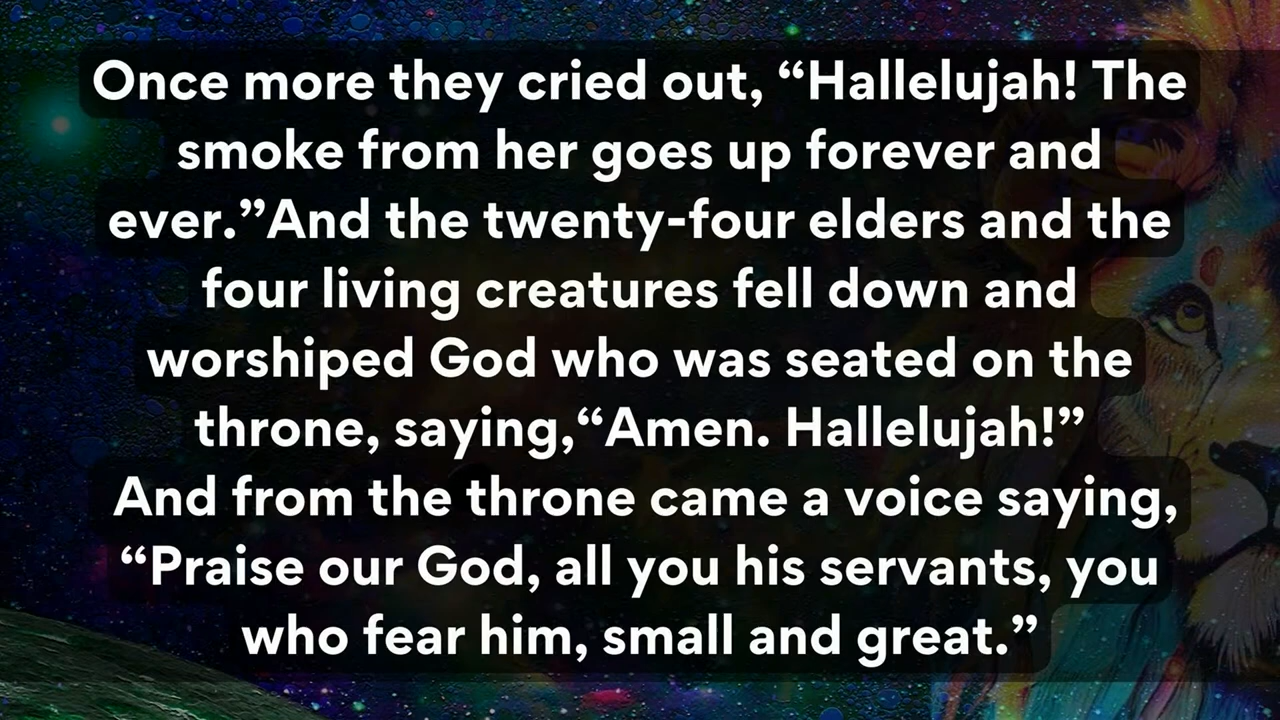 Once more they cried out, “Hallelujah! The
smoke from her goes up forever and
ever.”And the twenty-four elders and the
four living creatures fell down and
worshiped God who was seated on the
throne, saying,“Amen. Hallelujah!”
And from the throne came a voice saying,
“Praise our God, all you his servants, you
who fear him, small and great.”